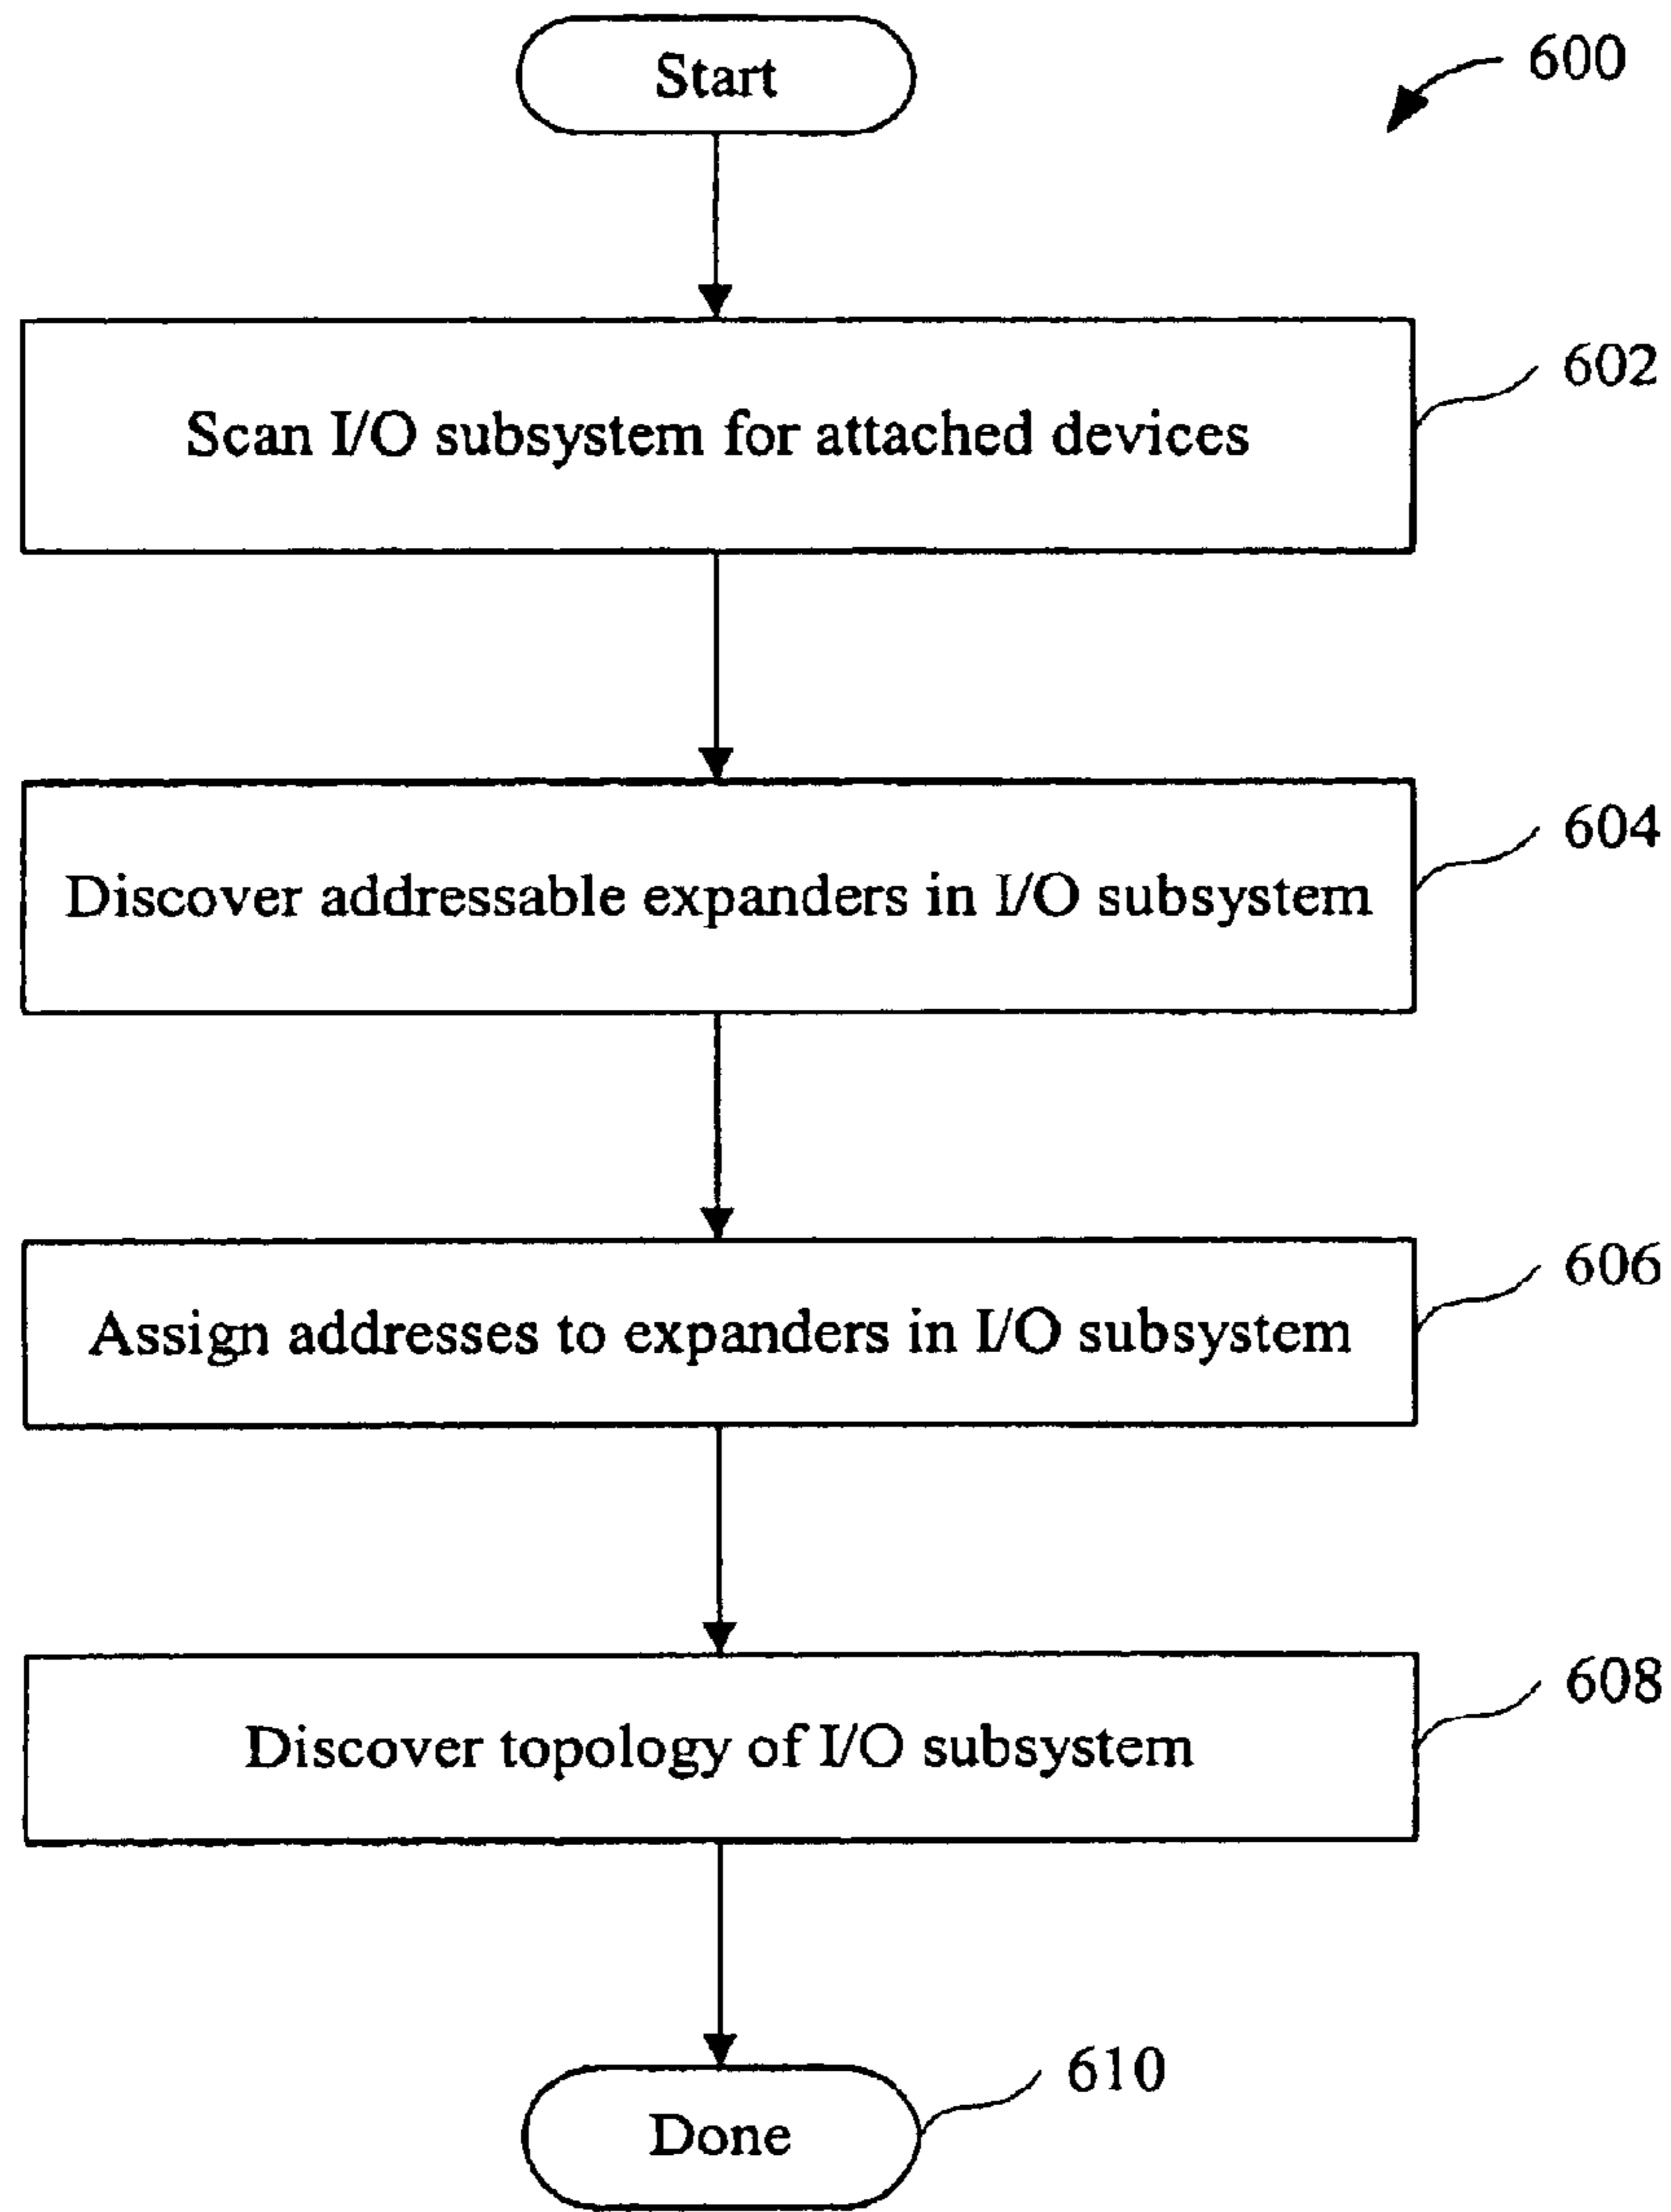 Start
600
Scan I/O subsystem for attached devices
602
Discover addressable expanders in I/O subsystem
604
Assign addresses to expanders in I/O subsystem
606
Discover topology of I/O subsystem
608
Done
610